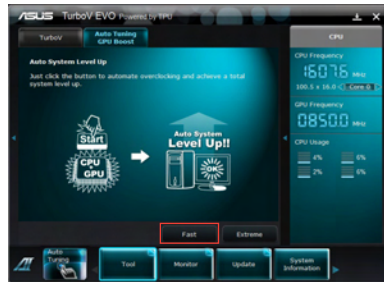 ASUS TurboV EVO Powered by TPU
TurboV
Auto Tuning
GPU Boost
CPU
Auto System Level Up
Just click the button to automate overclocking and achieve a total
system level up.
Start
CPU
GPU
Auto System
Level Up!!
OK
CPU Frequency
1607.6 MHz
100.5 x 16.0 Core 0
GPU Frequency
0850.0 MHz
CPU Usage
4% 6%
2% 6%
Fast Extreme
Auto
Tuning
Tool Monitor Update System
Information